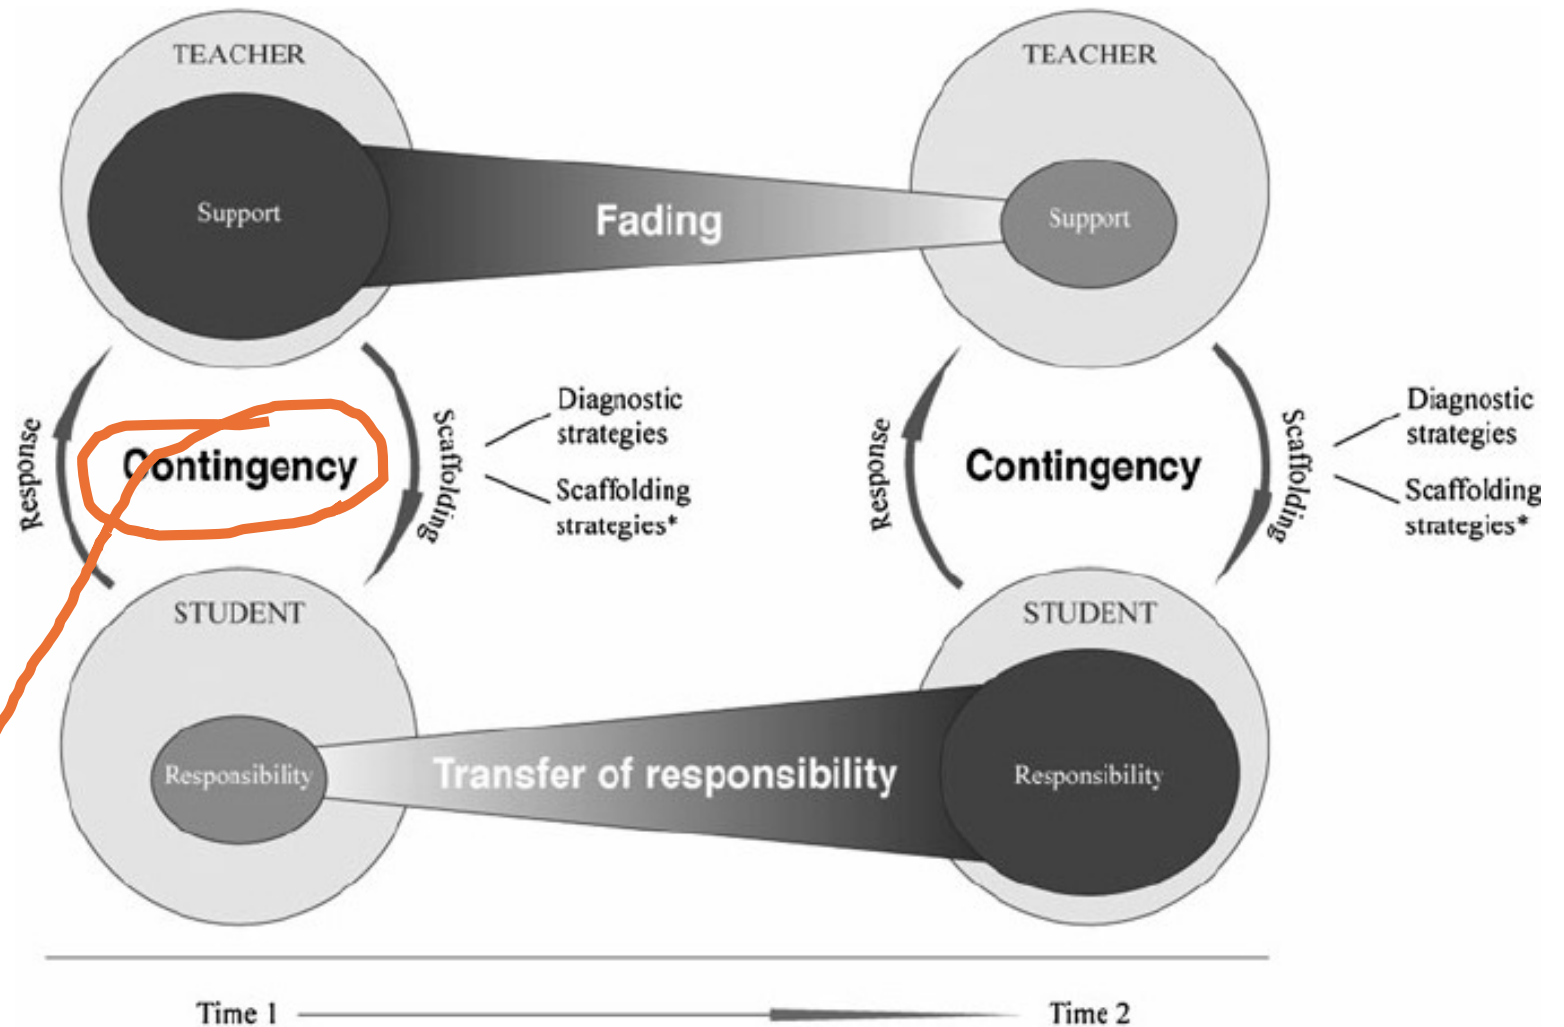 TEACHER
TEACHER
Support
Fading
Support
Response
Contingency
Scaffolding
Diagnostic
strategies
Scaffolding
strategies*
Response
Contingency
Scaffolding
Diagnostic
strategies
Scaffolding
strategies*
STUDENT
STUDENT
Responsibility
Transfer of responsibility
Responsibility
Time 1
Time 2